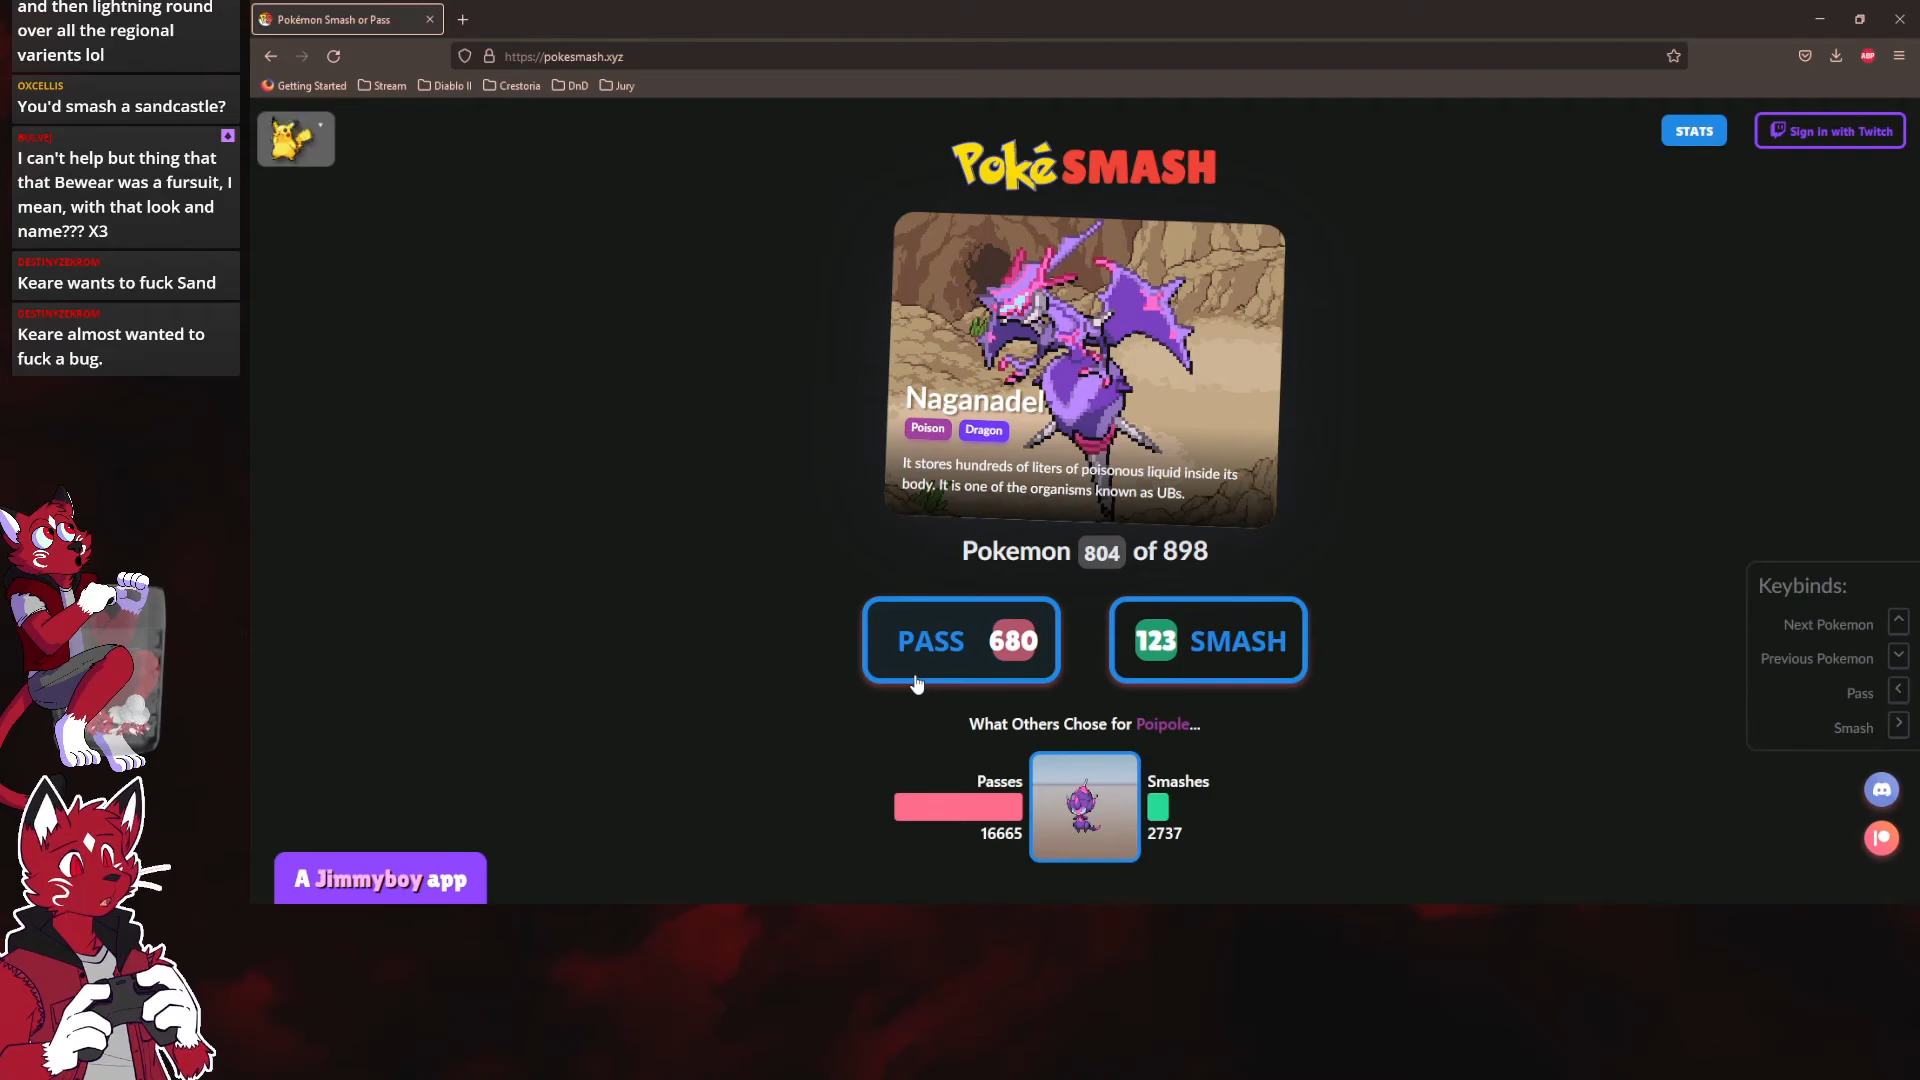 and then lightning round
over all the regional
varients lol
OXCELLIS
You'd smash a sandcastle?
BULVEJ
I can't help but thing that
that Bewear was a fursuit, I
mean, with that look and
name??? X3
DESTINYZEKROM
Keare wants to fuck Sand
DESTINYZEKROM
Keare almost wanted to
fuck a bug.
Pokémon Smash or Pass
https://pokesmash.xyz
Getting Started
Stream
Diablo II
Crestoria
DnD
Jury
ABP
STATS
Sign in with Twitch
PokéSMASH
Naganadel
Poison Dragon
It stores hundreds of liters of poisonous liquid inside its
body. It is one of the organisms known as UBs.
Pokemon 804 of 898
PASS 680
123 SMASH
What Others Chose for Poipole...
Passes
16665
Smashes
2737
Keybinds:
Next Pokemon
Previous Pokemon
Pass
Smash
A Jimmyboy app